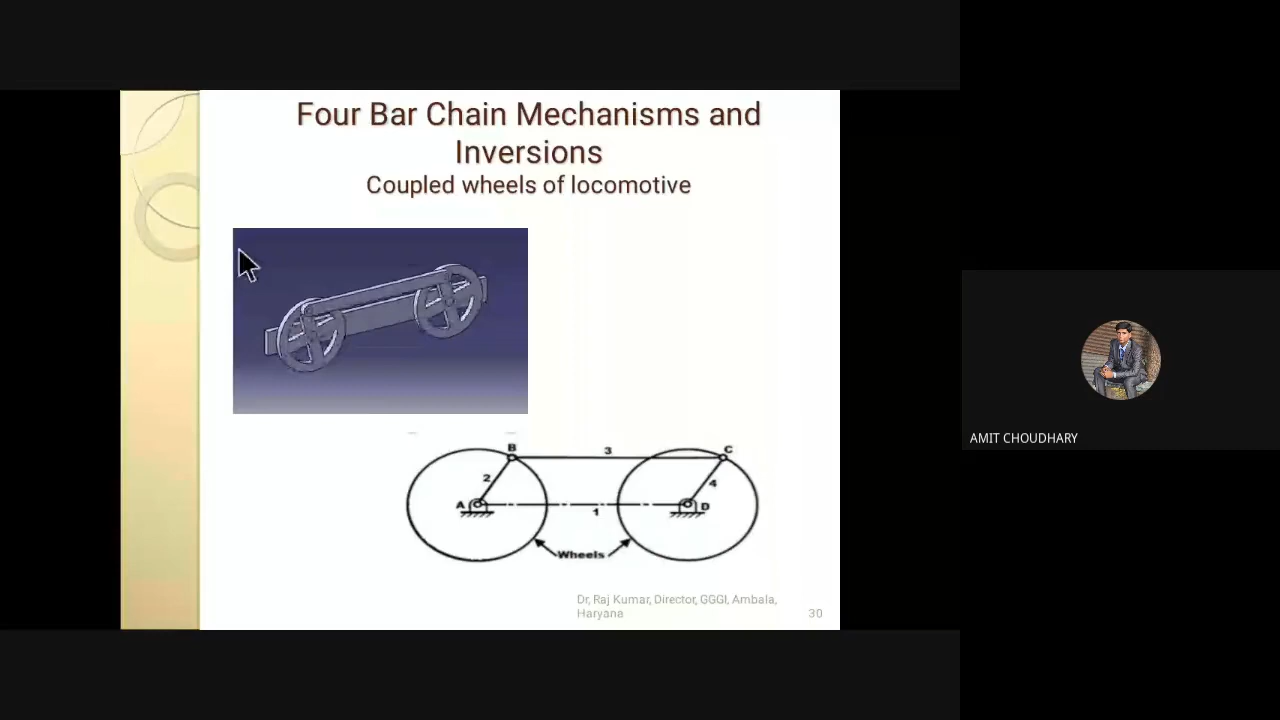 Four Bar Chain Mechanisms and
Inversions
Coupled wheels of locomotive
B
3
C
2
4
A
1
D
Wheels
Dr, Raj Kumar, Director, GGGI, Ambala,
Haryana
30
AMIT CHOUDHARY